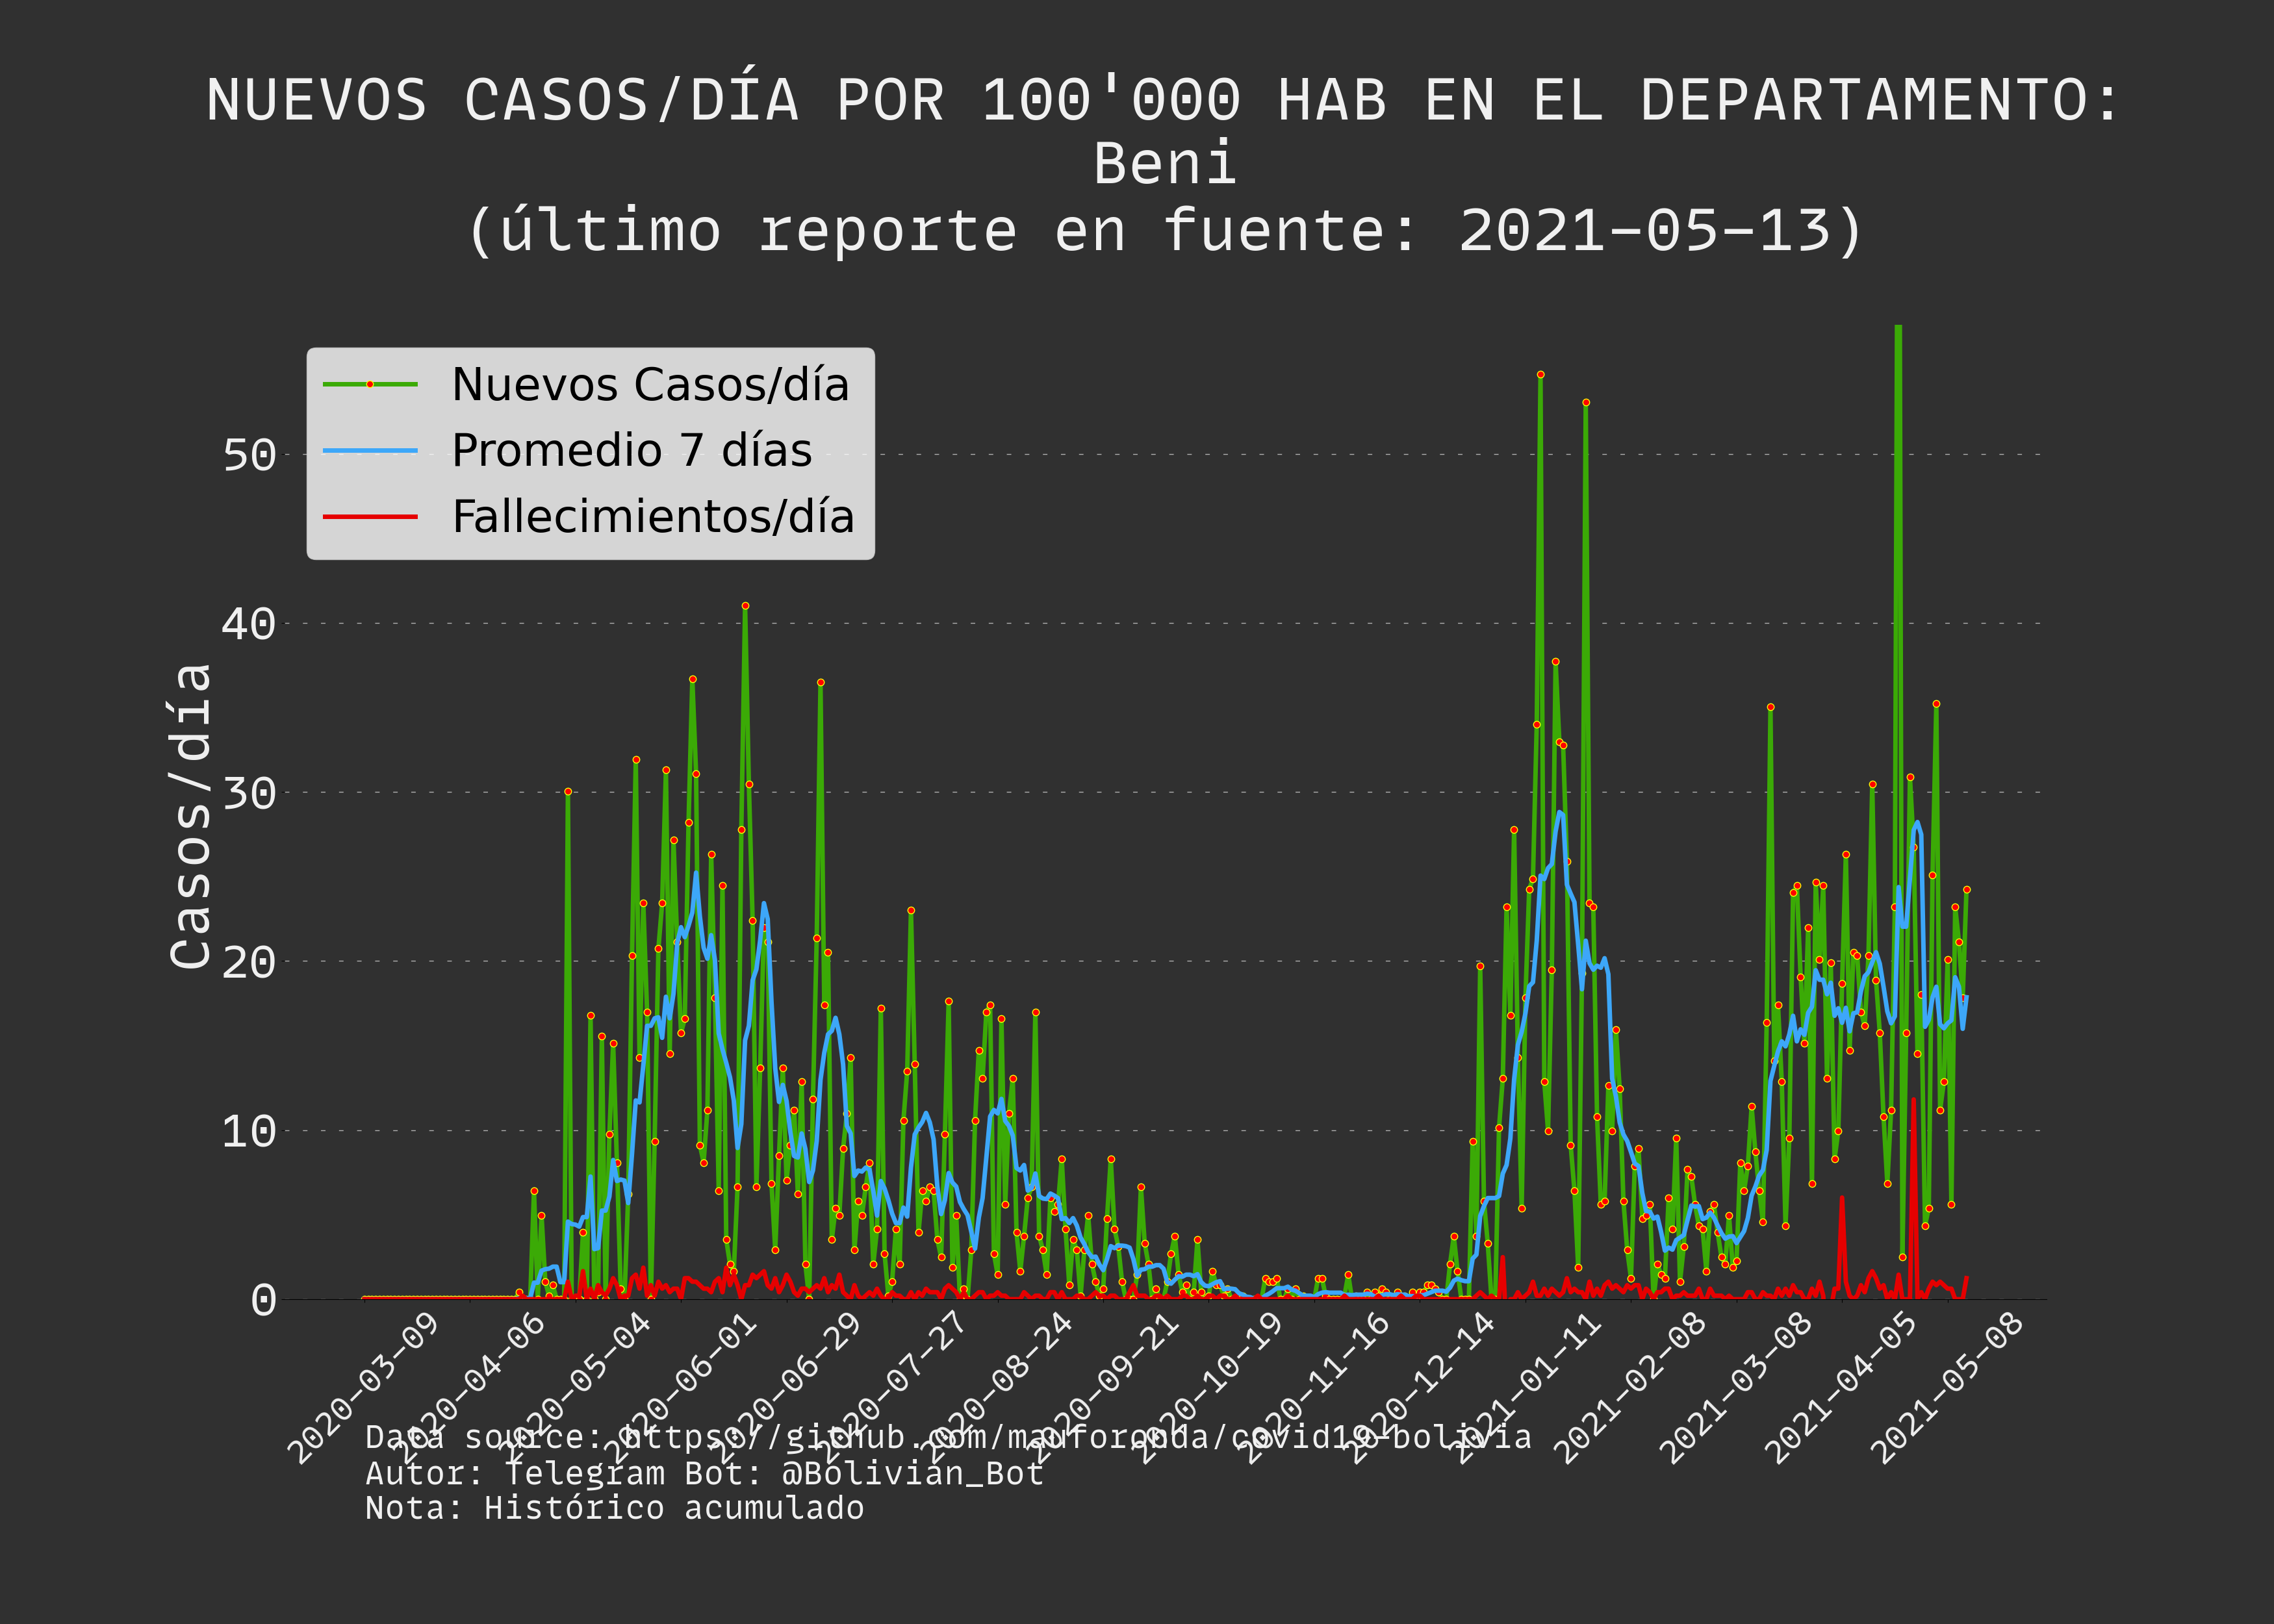 NUEVOS CASOS/DÍA POR 100'000 HAB EN EL DEPARTAMENTO:
Beni
(último reporte en fuente: 2021-05-13)
Nuevos Casos/día
Promedio 7 días
Fallecimientos/día
Casos/día
50
40
30
20
10
0
2020-03-09
2020-04-06
2020-05-04
2020-06-01
2020-06-29
2020-07-27
2020-08-24
2020-09-21
2020-10-19
2020-11-16
2020-12-14
2021-01-11
2021-02-08
2021-03-08
2021-04-05
2021-05-08
Data source: https://github.com/mauforonda/covid19-bolivia
Autor: Telegram Bot: @Bolivian_Bot
Nota: Histórico acumulado